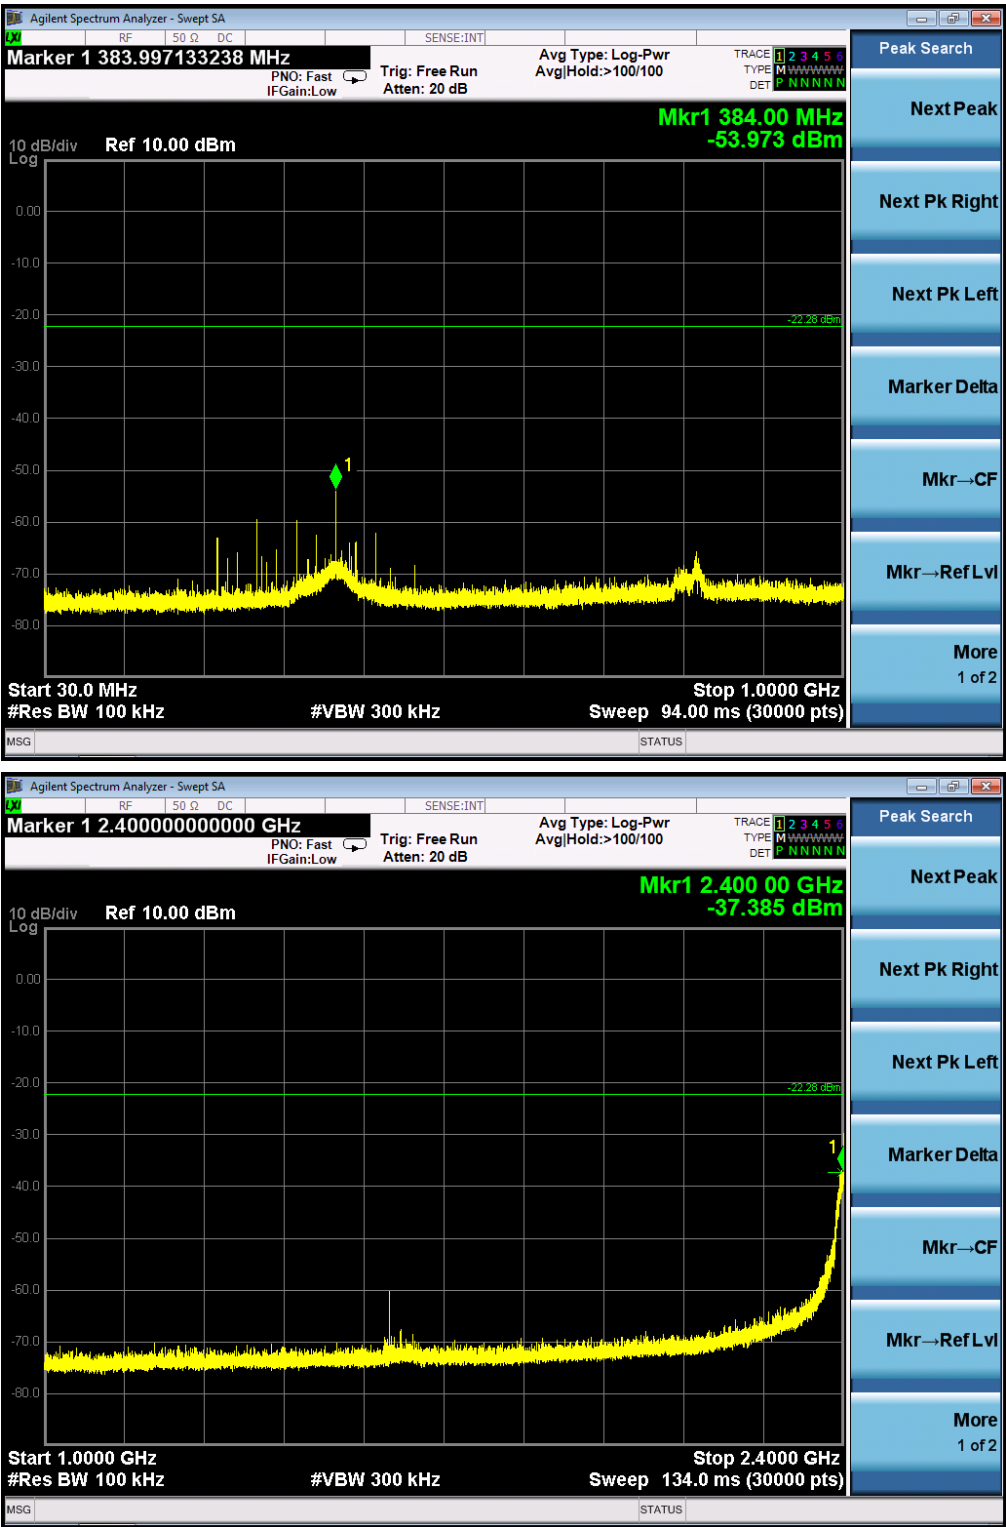 Agilent Spectrum Analyzer - Swept SA
LXI RF 50 Ω DC SENSE:INT
Marker 1 383.997133238 MHz
PNO: Fast
IFGain:Low
Trig: Free Run
Atten: 20 dB
Avg Type: Log-Pwr
Avg|Hold:>100/100
TRACE 1 2 3 4 5 6
TYPE M WWWWW
DET P N N N N N
Mkr1 384.00 MHz
-53.973 dBm
10 dB/div Ref 10.00 dBm
Log
0.00
-10.0
-20.0
-22.28 dBm
-30.0
-40.0
-50.0
1
-60.0
-70.0
-80.0
Start 30.0 MHz Stop 1.0000 GHz
#Res BW 100 kHz #VBW 300 kHz Sweep 94.00 ms (30000 pts)
MSG STATUS
Peak Search
Next Peak
Next Pk Right
Next Pk Left
Marker Delta
Mkr→CF
Mkr→Ref Lvl
More
1 of 2
Agilent Spectrum Analyzer - Swept SA
LXI RF 50 Ω DC SENSE:INT
Marker 1 2.400000000000 GHz
PNO: Fast
IFGain:Low
Trig: Free Run
Atten: 20 dB
Avg Type: Log-Pwr
Avg|Hold:>100/100
TRACE 1 2 3 4 5 6
TYPE M WWWWW
DET P N N N N N
Mkr1 2.400 00 GHz
-37.385 dBm
10 dB/div Ref 10.00 dBm
Log
0.00
-10.0
-20.0
-22.28 dBm
-30.0
1
-40.0
-50.0
-60.0
-70.0
-80.0
Start 1.0000 GHz Stop 2.4000 GHz
#Res BW 100 kHz #VBW 300 kHz Sweep 134.0 ms (30000 pts)
MSG STATUS
Peak Search
Next Peak
Next Pk Right
Next Pk Left
Marker Delta
Mkr→CF
Mkr→Ref Lvl
More
1 of 2